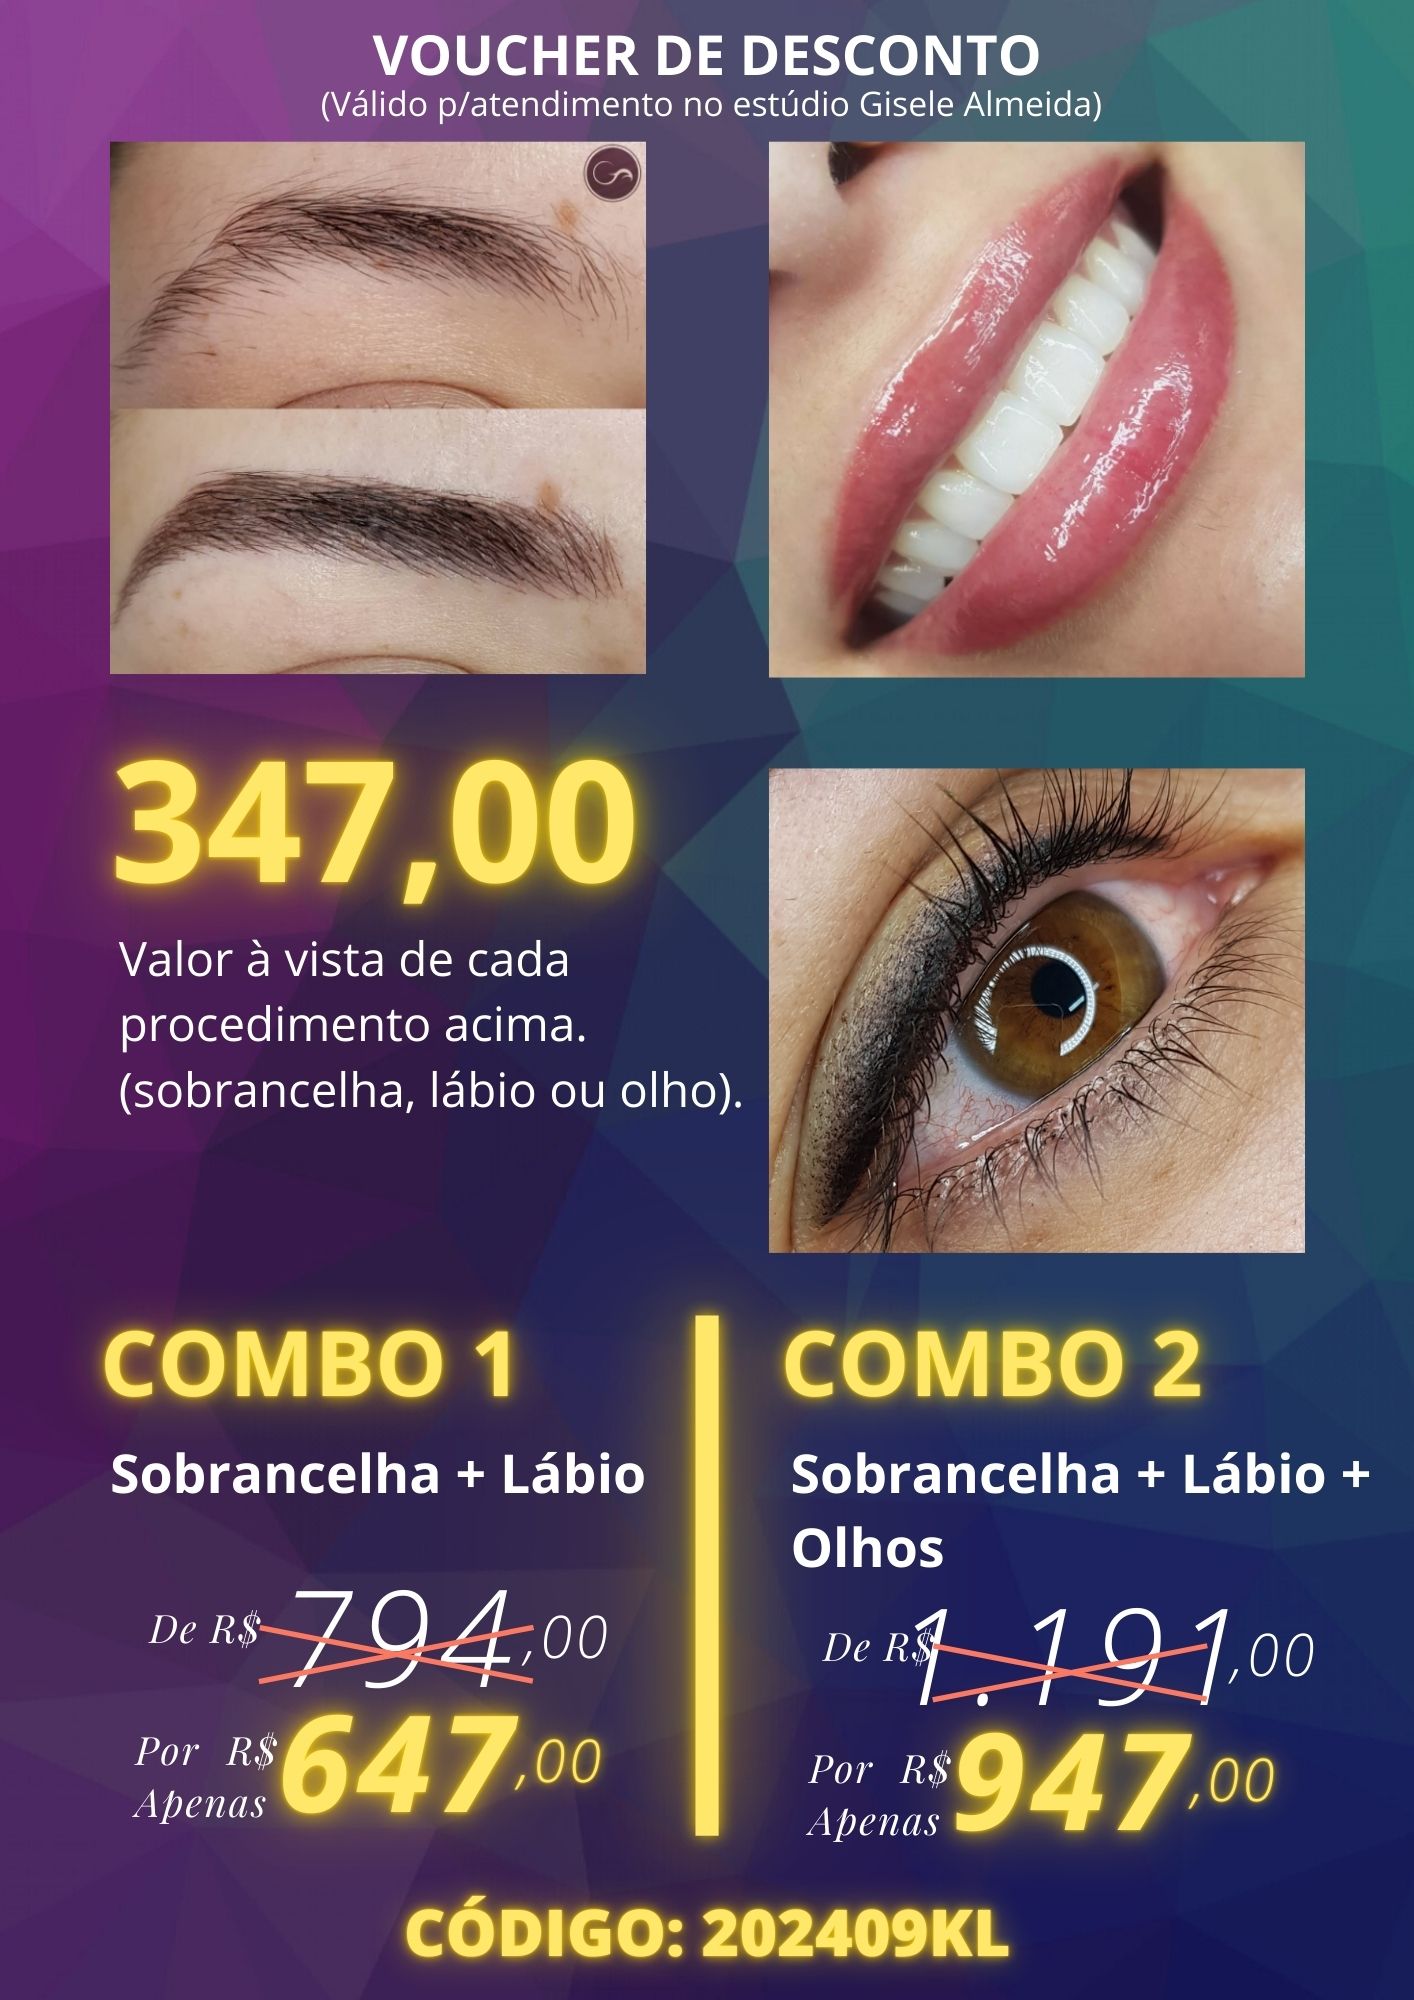 VOUCHER DE DESCONTO
(Válido p/atendimento no estúdio Gisele Almeida)
347,00
Valor à vista de cada
procedimento acima.
(sobrancelha, lábio ou olho).
COMBO 1
Sobrancelha + Lábio
De R$ 794,00
Por R$ 647,00
Apenas
COMBO 2
Sobrancelha + Lábio +
Olhos
De R$ 1.191,00
Por R$ 947,00
Apenas
CÓDIGO: 202409KL